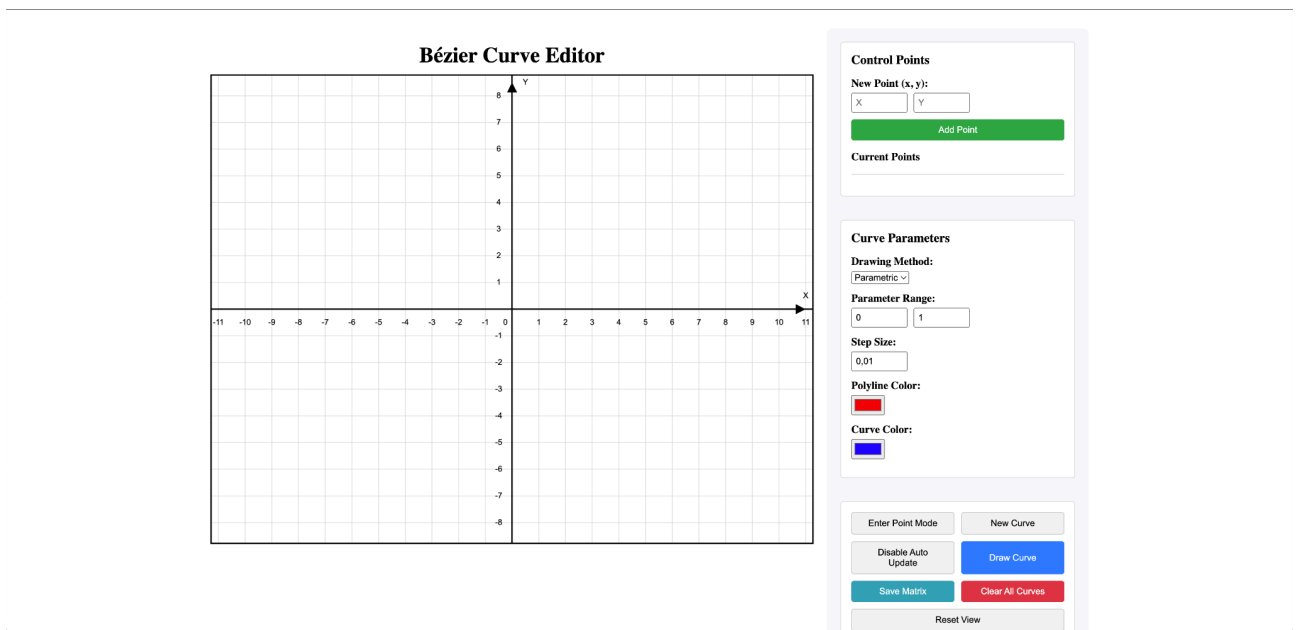 Bézier Curve Editor
Y
8
7
6
5
4
3
2
1
X
-11 -10 -9 -8 -7 -6 -5 -4 -3 -2 -1 0 1 2 3 4 5 6 7 8 9 10 11
-1
-2
-3
-4
-5
-6
-7
-8
Control Points
New Point (x, y):
X Y
Add Point
Current Points
Curve Parameters
Drawing Method:
Parametric
Parameter Range:
0 1
Step Size:
0,01
Polyline Color:
Curve Color:
Enter Point Mode New Curve
Disable Auto
Update
Draw Curve
Save Matrix Clear All Curves
Reset View